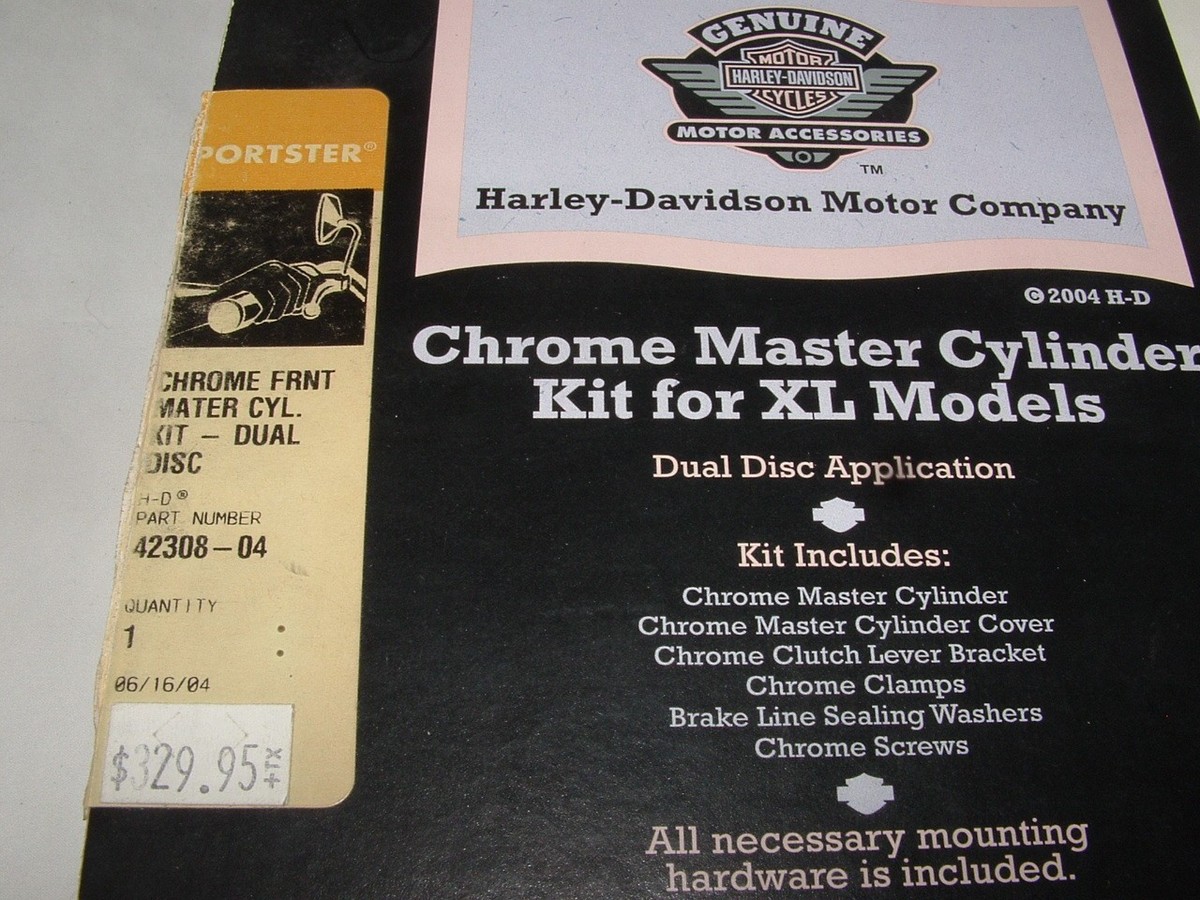 PORTSTER®
CHROME FRNT
MATER CYL.
KIT – DUAL
DISC
H-D®
PART NUMBER
42308–04
QUANTITY
1
06/16/04
$329.95
+TX
GENUINE
MOTOR
HARLEY-DAVIDSON
CYCLES
MOTOR ACCESSORIES
TM
Harley-Davidson Motor Company
©2004 H-D
Chrome Master Cylinder
Kit for XL Models
Dual Disc Application
Kit Includes:
Chrome Master Cylinder
Chrome Master Cylinder Cover
Chrome Clutch Lever Bracket
Chrome Clamps
Brake Line Sealing Washers
Chrome Screws
All necessary mounting
hardware is included.